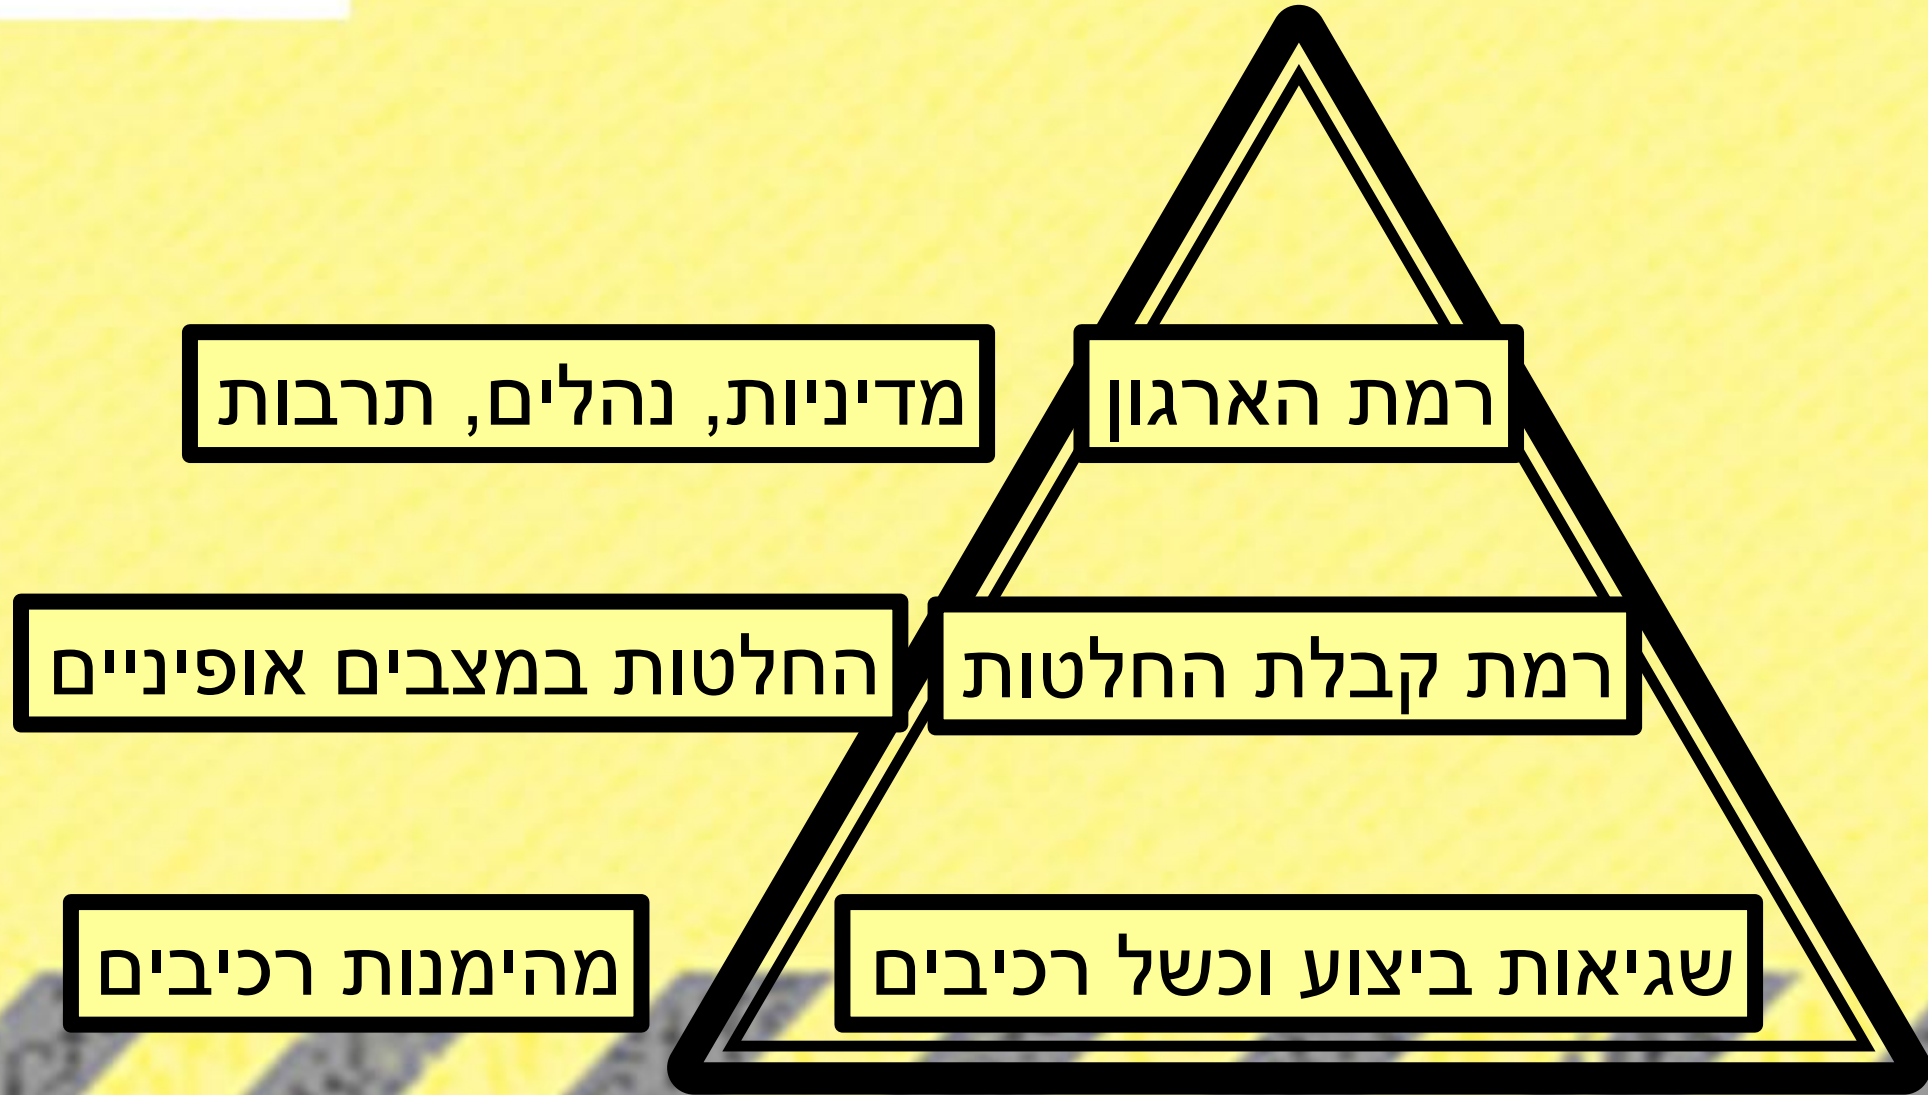 רמת הארגון
מדיניות, נהלים, תרבות
רמת קבלת החלטות
החלטות במצבים אופיניים
שגיאות ביצוע וכשל רכיבים
מהימנות רכיבים